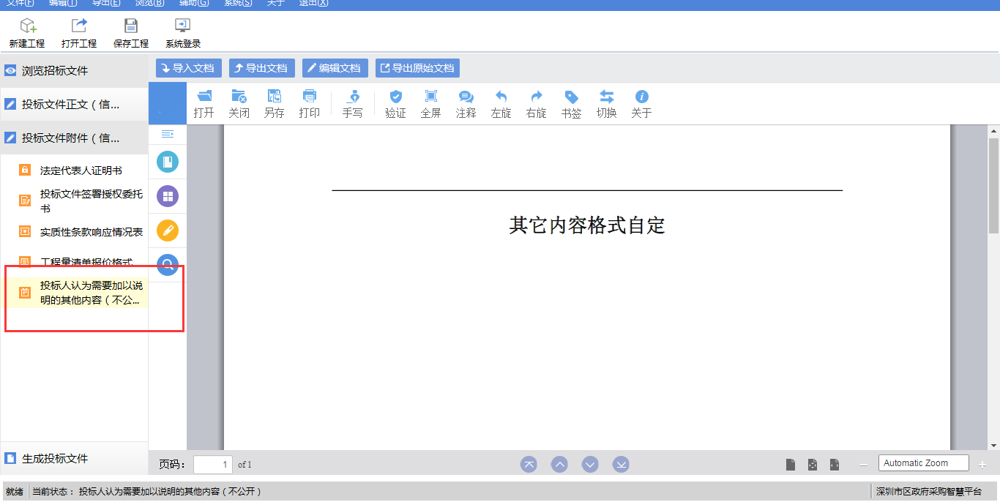 文件(F) 编辑(T) 导出(E) 浏览(B) 辅助(G) 系统(S) 关于 退出(X)
新建工程 打开工程 保存工程 系统登录
浏览招标文件
导入文档 导出文档 编辑文档 导出原始文档
投标文件正文（信...
打开 关闭 另存 打印 手写 验证 全屏 注释 左旋 右旋 书签 切换 关于
投标文件附件（信...
法定代表人证明书
投标文件签署授权委托
书
实质性条款响应情况表
工程量清单报价格式
投标人认为需要加以说
明的其他内容（不公...
其它内容格式自定
生成投标文件
页码： 1 of 1
Automatic Zoom
就绪 当前状态： 投标人认为需要加以说明的其他内容（不公开）
深圳市区政府采购智慧平台